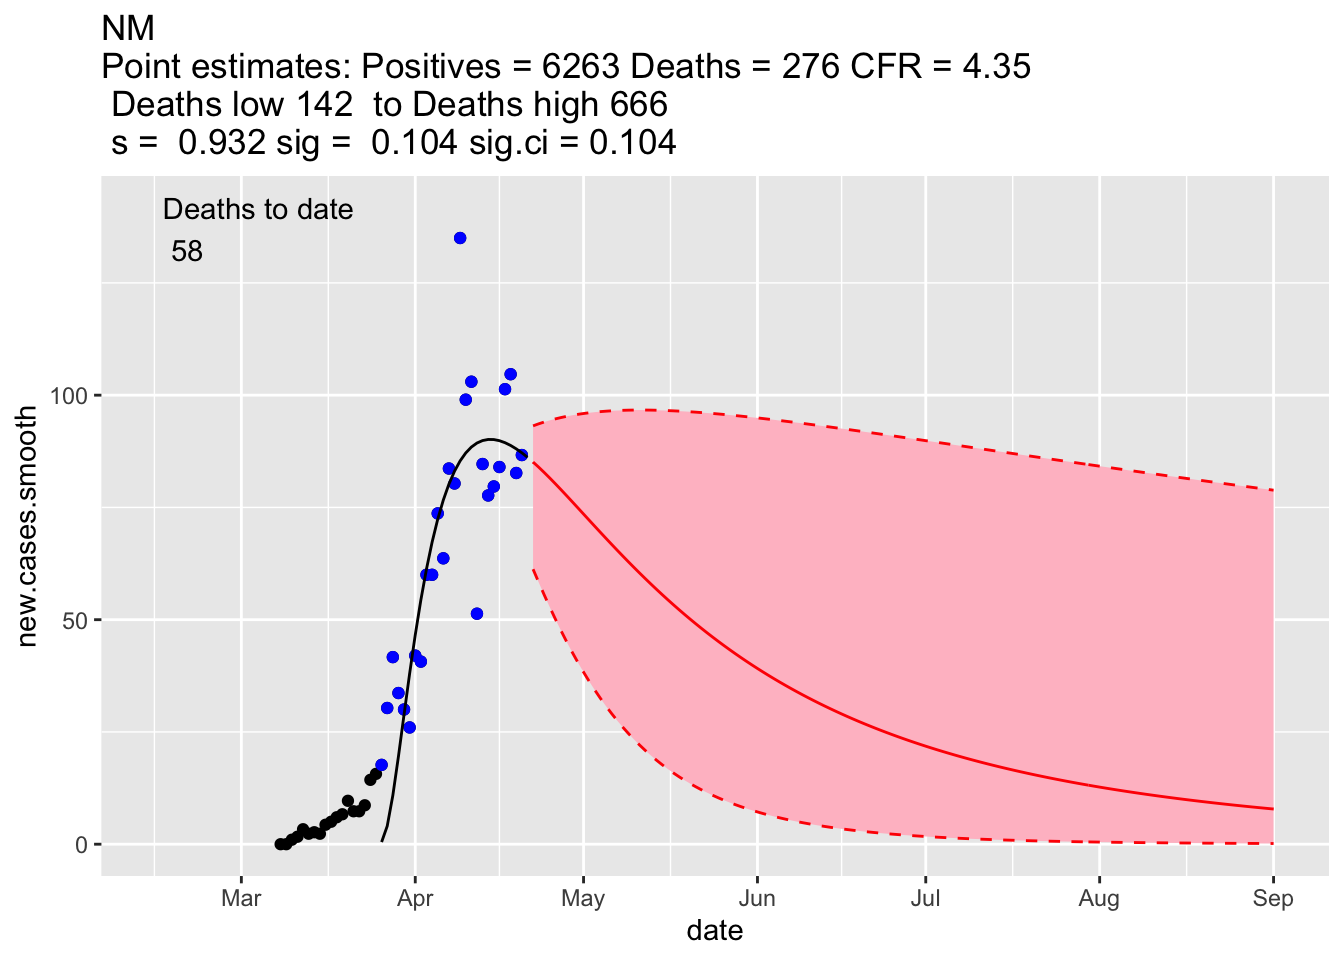 NM
Point estimates: Positives = 6263 Deaths = 276 CFR = 4.35
Deaths low 142  to Deaths high 666
s =  0.932 sig =  0.104 sig.ci = 0.104
Deaths to date
58
new.cases.smooth
100
50
0
Mar Apr May Jun Jul Aug Sep
date